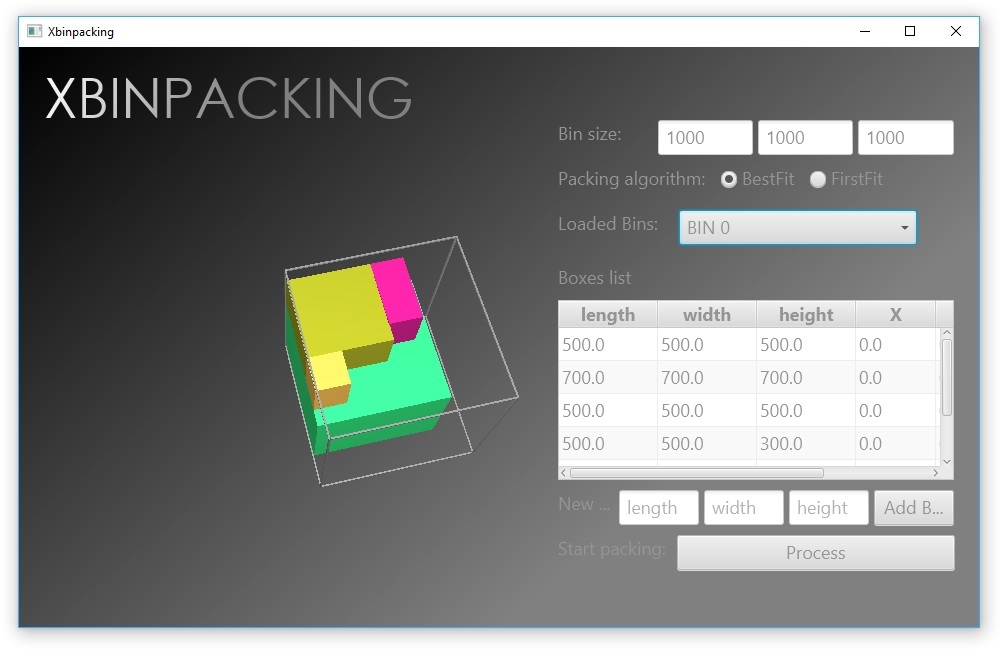 Xbinpacking
XBINPACKING
Bin size: 1000 1000 1000
Packing algorithm: BestFit FirstFit
Loaded Bins: BIN 0
Boxes list
length width height X
500.0 500.0 500.0 0.0
700.0 700.0 700.0 0.0
500.0 500.0 500.0 0.0
500.0 500.0 300.0 0.0
New ... length width height Add B...
Start packing: Process